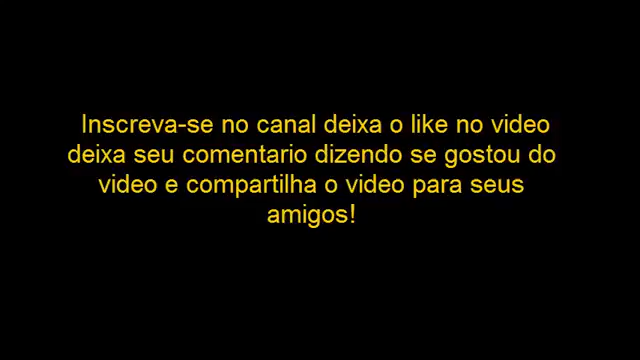 Inscreva-se no canal deixa o like no video
deixa seu comentario dizendo se gostou do
video e compartilha o video para seus
amigos!